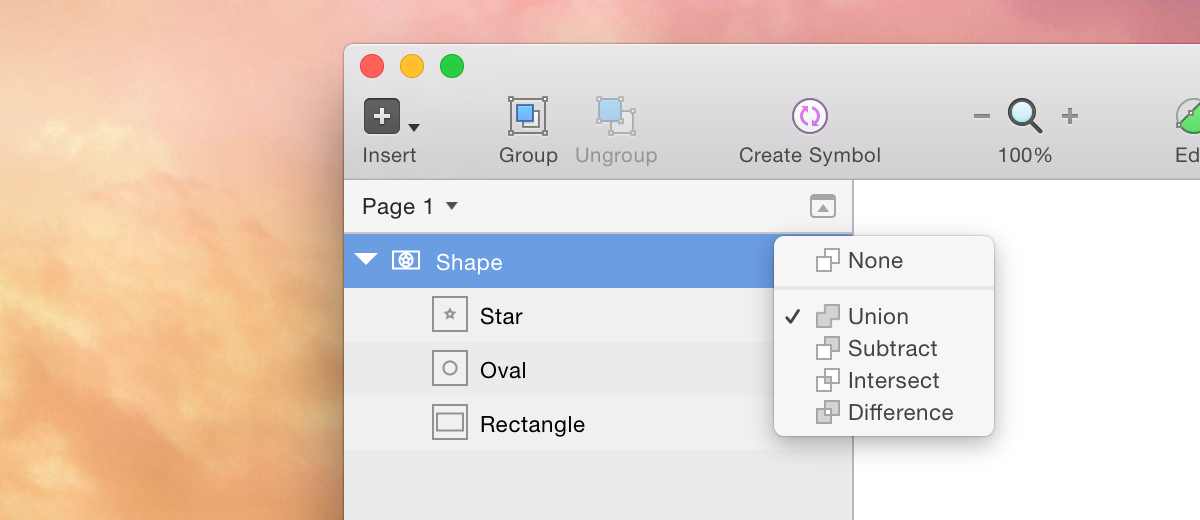 Insert
Group
Ungroup
Create Symbol
100%
Ed
Page 1
Shape
None
Star
Union
Subtract
Oval
Intersect
Difference
Rectangle